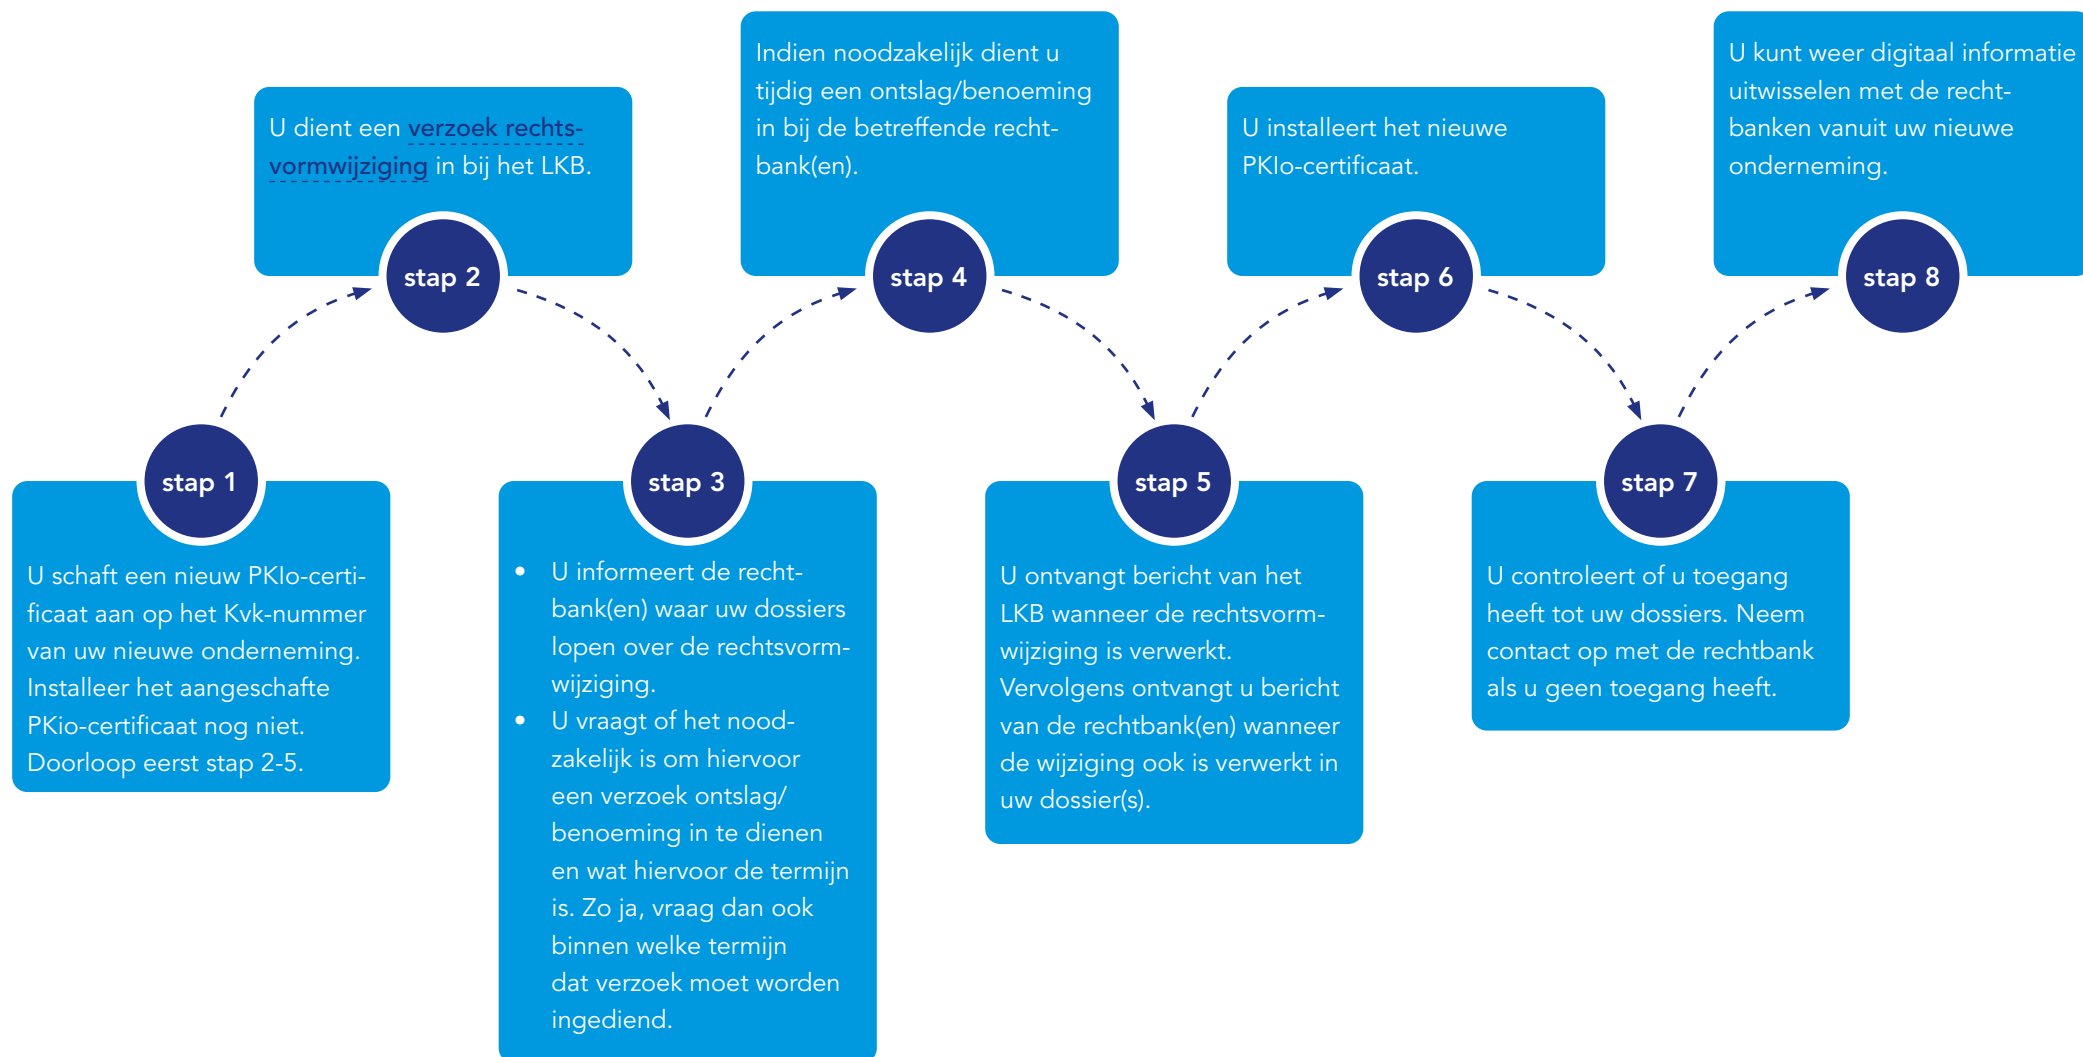 stap 1
U schaft een nieuw PKIo-certi-
ficaat aan op het Kvk-nummer
van uw nieuwe onderneming.
Installeer het aangeschafte
PKio-certificaat nog niet.
Doorloop eerst stap 2-5.
U dient een verzoek rechts-
vormwijziging in bij het LKB.
stap 2
stap 3
• U informeert de recht-
bank(en) waar uw dossiers
lopen over de rechtsvorm-
wijziging.
• U vraagt of het nood-
zakelijk is om hiervoor
een verzoek ontslag/
benoeming in te dienen
en wat hiervoor de termijn
is. Zo ja, vraag dan ook
binnen welke termijn
dat verzoek moet worden
ingediend.
Indien noodzakelijk dient u
tijdig een ontslag/benoeming
in bij de betreffende recht-
bank(en).
stap 4
stap 5
U ontvangt bericht van het
LKB wanneer de rechtsvorm-
wijziging is verwerkt.
Vervolgens ontvangt u bericht
van de rechtbank(en) wanneer
de wijziging ook is verwerkt in
uw dossier(s).
U installeert het nieuwe
PKIo-certificaat.
stap 6
stap 7
U controleert of u toegang
heeft tot uw dossiers. Neem
contact op met de rechtbank
als u geen toegang heeft.
U kunt weer digitaal informatie
uitwisselen met de recht-
banken vanuit uw nieuwe
onderneming.
stap 8